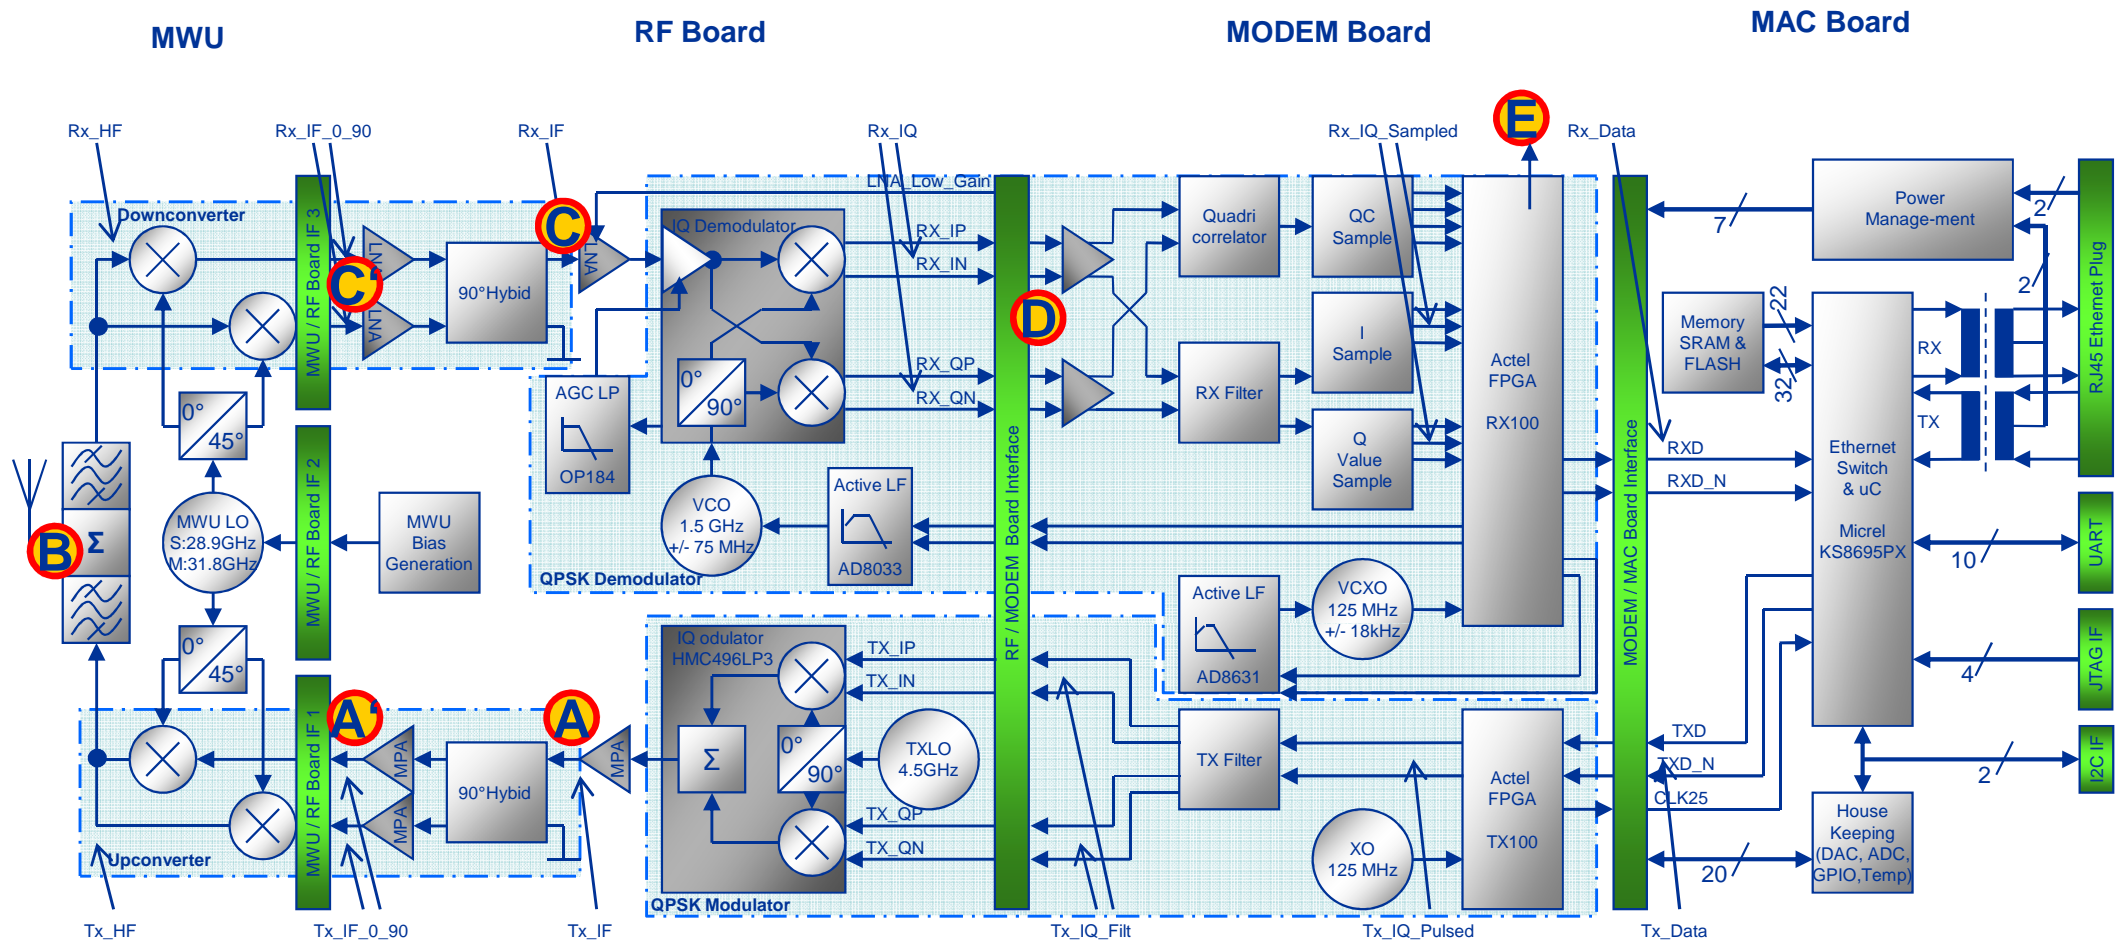 MWU
RF Board
MODEM Board
MAC Board
Rx_HF
Rx_IF_0_90
Rx_IF
Rx_IQ
Rx_IQ_Sampled
E
Rx_Data
Downconverter
MWU / RF Board IF 3
LNA
LNA
C'
90°Hybid
C
LNA
LNA_Low_Gain
IQ Demodulator
0°
90°
RX_IP
RX_IN
RX_QP
RX_QN
D
RF / MODEM Board Interface
Quadri
correlator
QC
Sample
I
Sample
RX Filter
Q
Value
Sample
Actel
FPGA
RX100
MODEM / MAC Board Interface
Power
Manage-ment
7
2
2
RJ45 Ethernet Plug
Memory
SRAM &
FLASH
22
32
RX
TX
Ethernet
Switch
& uC
Micrel
KS8695PX
RXD
RXD_N
0°
45°
AGC LP
OP184
VCO
1.5 GHz
+/- 75 MHz
Active LF
AD8033
QPSK Demodulator
B
Σ
MWU LO
S:28.9GHz
M:31.8GHz
MWU / RF Board IF 2
MWU
Bias
Generation
Active LF
AD8631
VCXO
125 MHz
+/- 18kHz
10
UART
4
JTAG IF
2
I2C IF
0°
45°
Upconverter
MWU / RF Board IF 1
A'
MPA
MPA
90°Hybid
A
MPA
IQ odulator
HMC496LP3
Σ
0°
90°
TXLO
4.5GHz
TX_IP
TX_IN
TX_QP
TX_QN
QPSK Modulator
TX Filter
XO
125 MHz
Actel
FPGA
TX100
TXD
TXD_N
CLK25
20
House
Keeping
(DAC, ADC,
GPIO,Temp)
Tx_HF
Tx_IF_0_90
Tx_IF
Tx_IQ_Filt
Tx_IQ_Pulsed
Tx_Data